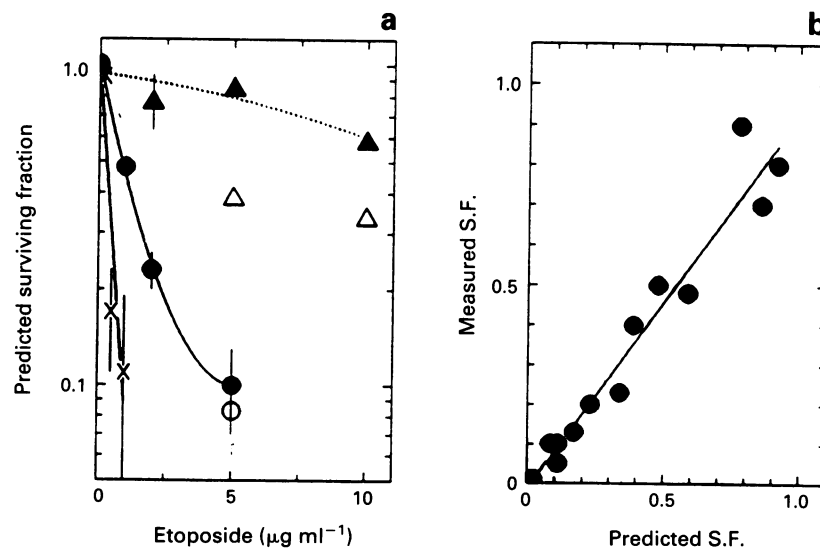 a
1.0
0.1
Predicted surviving fraction
0
5
10
Etoposide (µg ml⁻¹)
b
1.0
0.5
0
Measured S.F.
0
0.5
1.0
Predicted S.F.